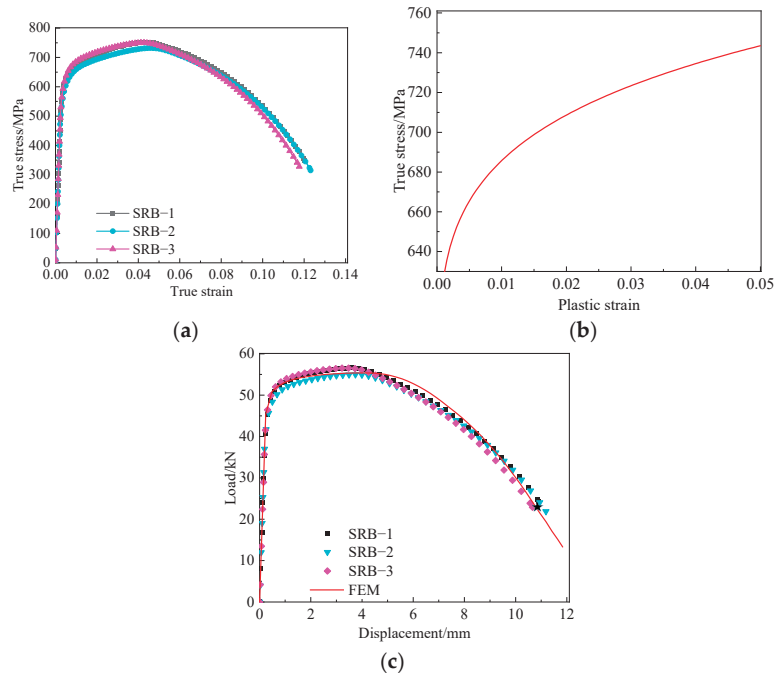 800
700
600
500
400
300
200
100
0
True stress/MPa
SRB−1
SRB−2
SRB−3
0.00 0.02 0.04 0.06 0.08 0.10 0.12 0.14
True strain
(a)
760
740
720
700
680
660
640
True stress/MPa
0.00 0.01 0.02 0.03 0.04 0.05
Plastic strain
(b)
60
50
40
30
20
10
0
Load/kN
SRB−1
SRB−2
SRB−3
FEM
0 2 4 6 8 10 12
Displacement/mm
(c)